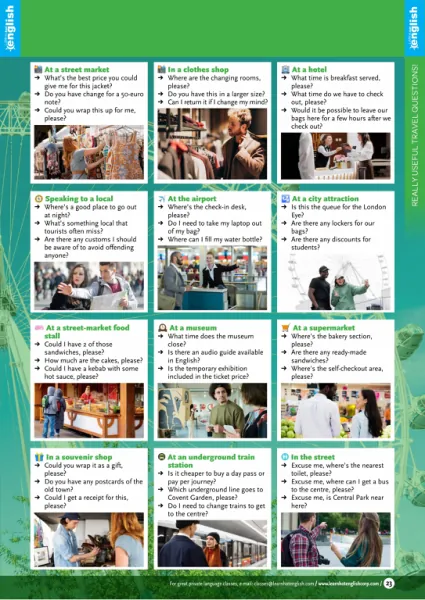 english
english
REALLY USEFUL TRAVEL QUESTIONS!
At a street market
→ What's the best price you could
give me for this jacket?
→ Do you have change for a 50-euro
note?
→ Could you wrap this up for me,
please?
In a clothes shop
→ Where are the changing rooms,
please?
→ Do you have this in a larger size?
→ Can I return it if I change my mind?
At a hotel
→ What time is breakfast served,
please?
→ What time do we have to check
out, please?
→ Would it be possible to leave our
bags here for a few hours after we
check out?
Speaking to a local
→ Where's a good place to go out
at night?
→ What's something local that
tourists often miss?
→ Are there any customs I should
be aware of to avoid offending
anyone?
At the airport
→ Where's the check-in desk,
please?
→ Do I need to take my laptop out
of my bag?
→ Where can I fill my water bottle?
At a city attraction
→ Is this the queue for the London
Eye?
→ Are there any lockers for our
bags?
→ Are there any discounts for
students?
At a street-market food
stall
→ Could I have 2 of those
sandwiches, please?
→ How much are the cakes, please?
→ Could I have a kebab with some
hot sauce, please?
At a museum
→ What time does the museum
close?
→ Is there an audio guide available
in English?
→ Is the temporary exhibition
included in the ticket price?
At a supermarket
→ Where's the bakery section,
please?
→ Are there any ready-made
sandwiches?
→ Where's the self-checkout area,
please?
In a souvenir shop
→ Could you wrap it as a gift,
please?
→ Do you have any postcards of the
old town?
→ Could I get a receipt for this,
please?
At an underground train
station
→ Is it cheaper to buy a day pass or
pay per journey?
→ Which underground line goes to
Covent Garden, please?
→ Do I need to change trains to get
to the centre?
In the street
→ Excuse me, where's the nearest
toilet, please?
→ Excuse me, where can I get a bus
to the centre, please?
→ Excuse me, is Central Park near
here?
For great private language classes, e-mail: classes@learnhotenglish.com / www.learnhotenglishcorp.com / 23